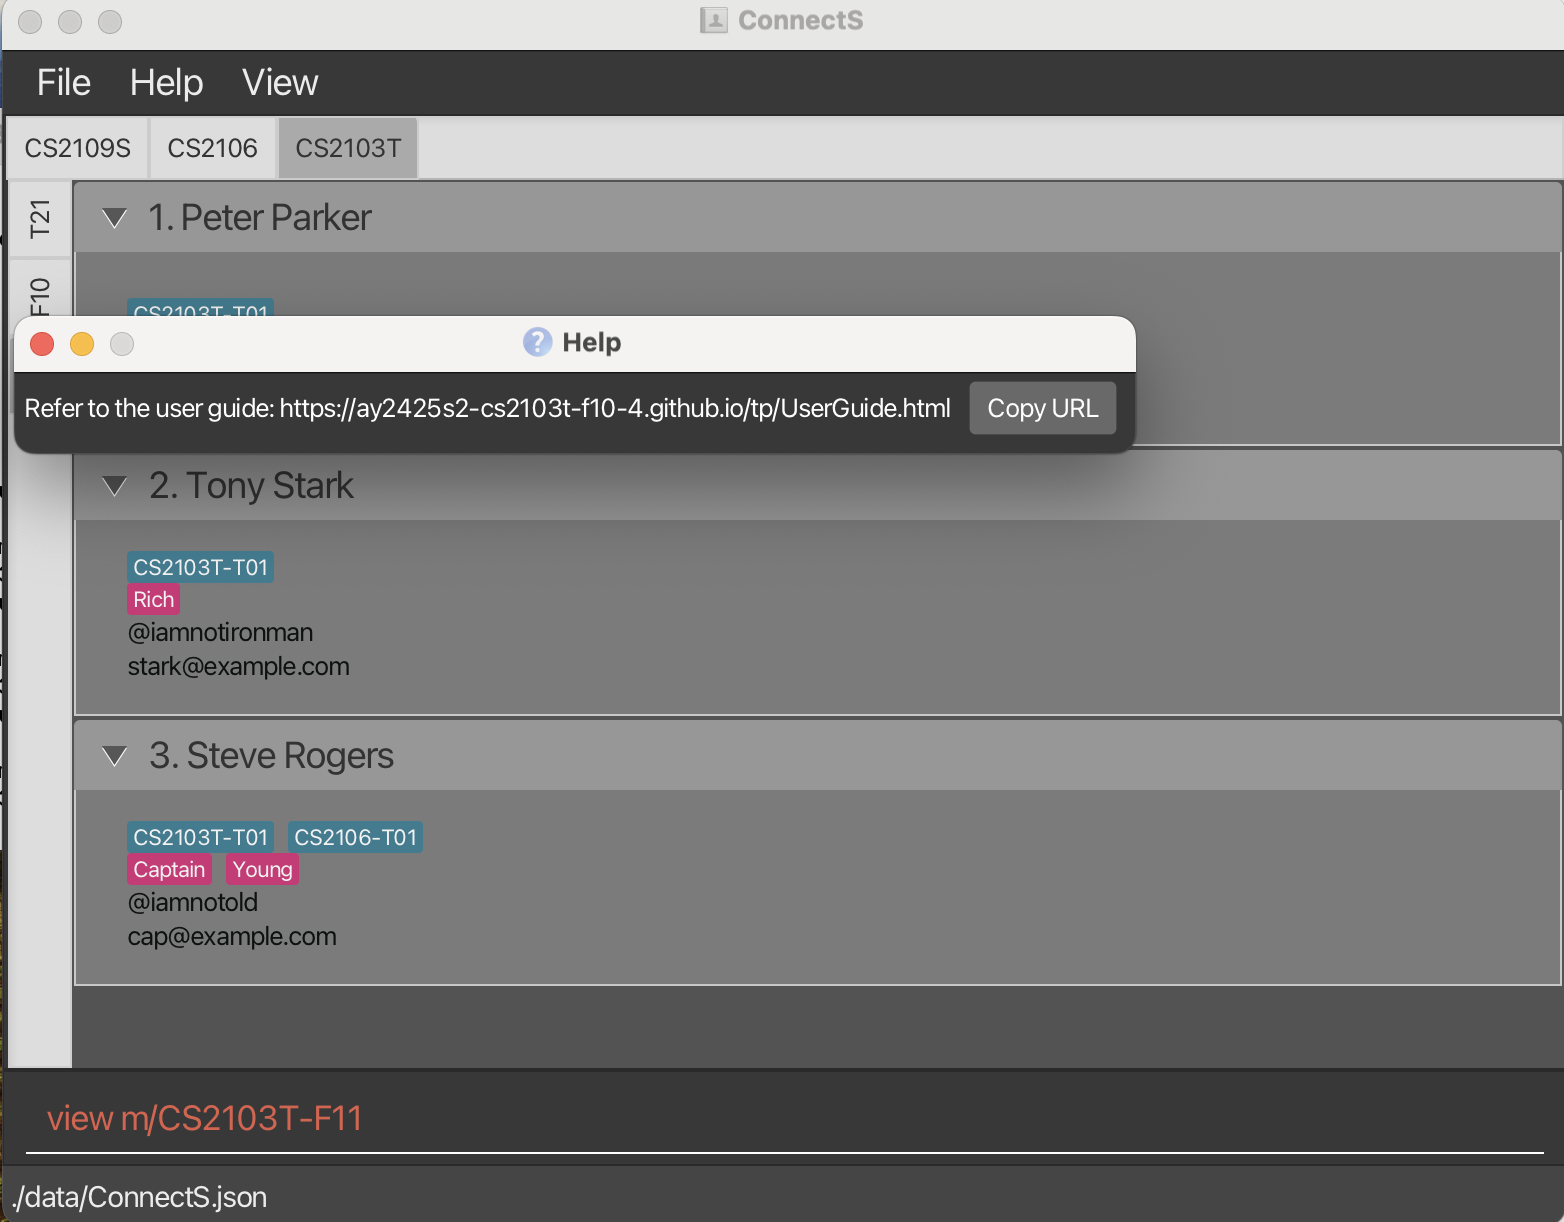 ConnectS
File Help View
CS2109S CS2106 CS2103T
T21
F10
1. Peter Parker
CS2103T-T01
Help
Refer to the user guide: https://ay2425s2-cs2103t-f10-4.github.io/tp/UserGuide.html Copy URL
2. Tony Stark
CS2103T-T01
Rich
@iamnotironman
stark@example.com
3. Steve Rogers
CS2103T-T01 CS2106-T01
Captain Young
@iamnotold
cap@example.com
view m/CS2103T-F11
./data/ConnectS.json